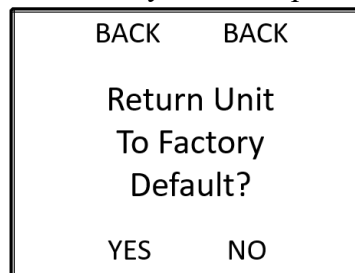 BACK BACK
Return Unit
To Factory
Default?
YES NO